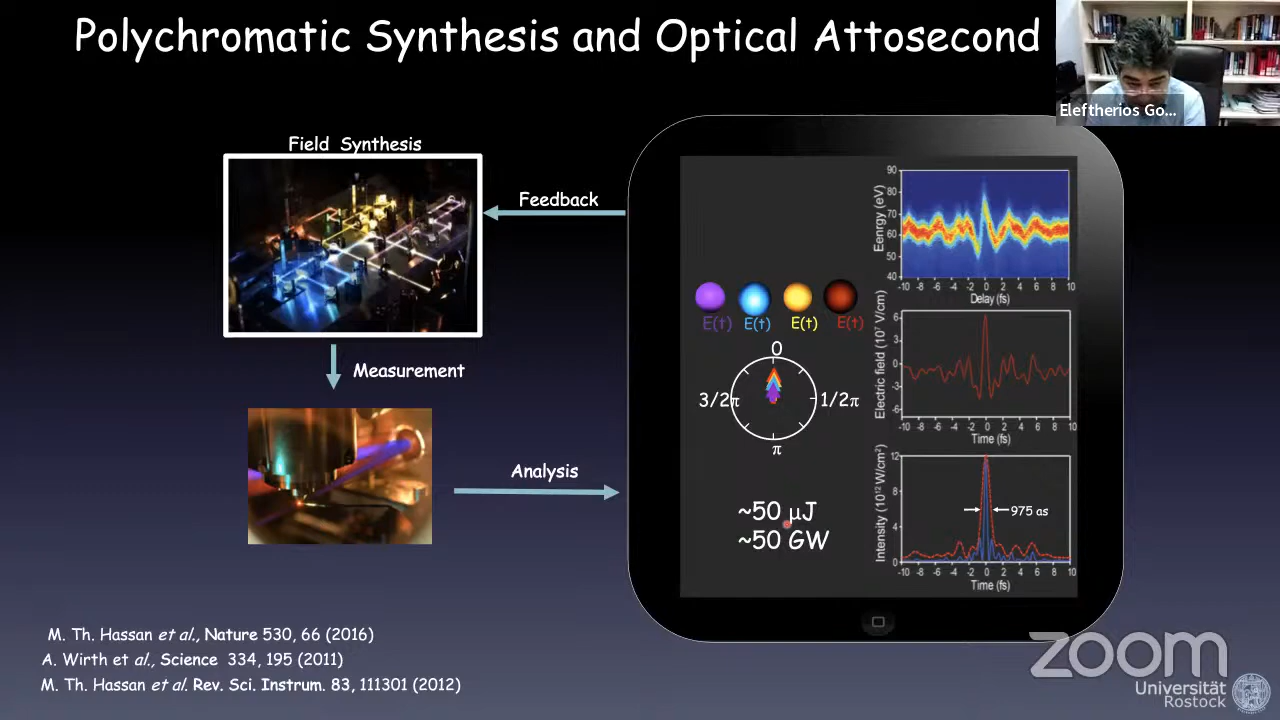 Polychromatic Synthesis and Optical Attosecond
Eleftherios Go...
Field Synthesis
Feedback
Measurement
Analysis
E(t) E(t) E(t) E(t)
0
3/2π 1/2π
π
~50 μJ
~50 GW
90
80
70
60
50
40
Eenrgy (eV)
-10 -8 -6 -4 -2 0 2 4 6 8 10
Delay (fs)
6
3
0
-3
-6
Electric field (10⁷ V/cm)
-10 -8 -6 -4 -2 0 2 4 6 8 10
Time (fs)
12
8
4
0
Intensity (10¹² W/cm²)
975 as
-10 -8 -6 -4 -2 0 2 4 6 8 10
Time (fs)
M. Th. Hassan et al., Nature 530, 66 (2016)
A. Wirth et al., Science 334, 195 (2011)
M. Th. Hassan et al. Rev. Sci. Instrum. 83, 111301 (2012)
zoom
Universität
Rostock